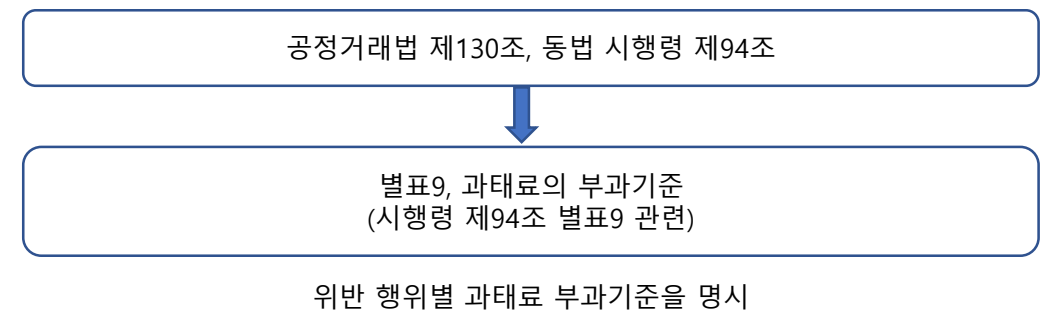 공정거래법 제130조, 동법 시행령 제94조
별표9, 과태료의 부과기준
(시행령 제94조 별표9 관련)
위반 행위별 과태료 부과기준을 명시